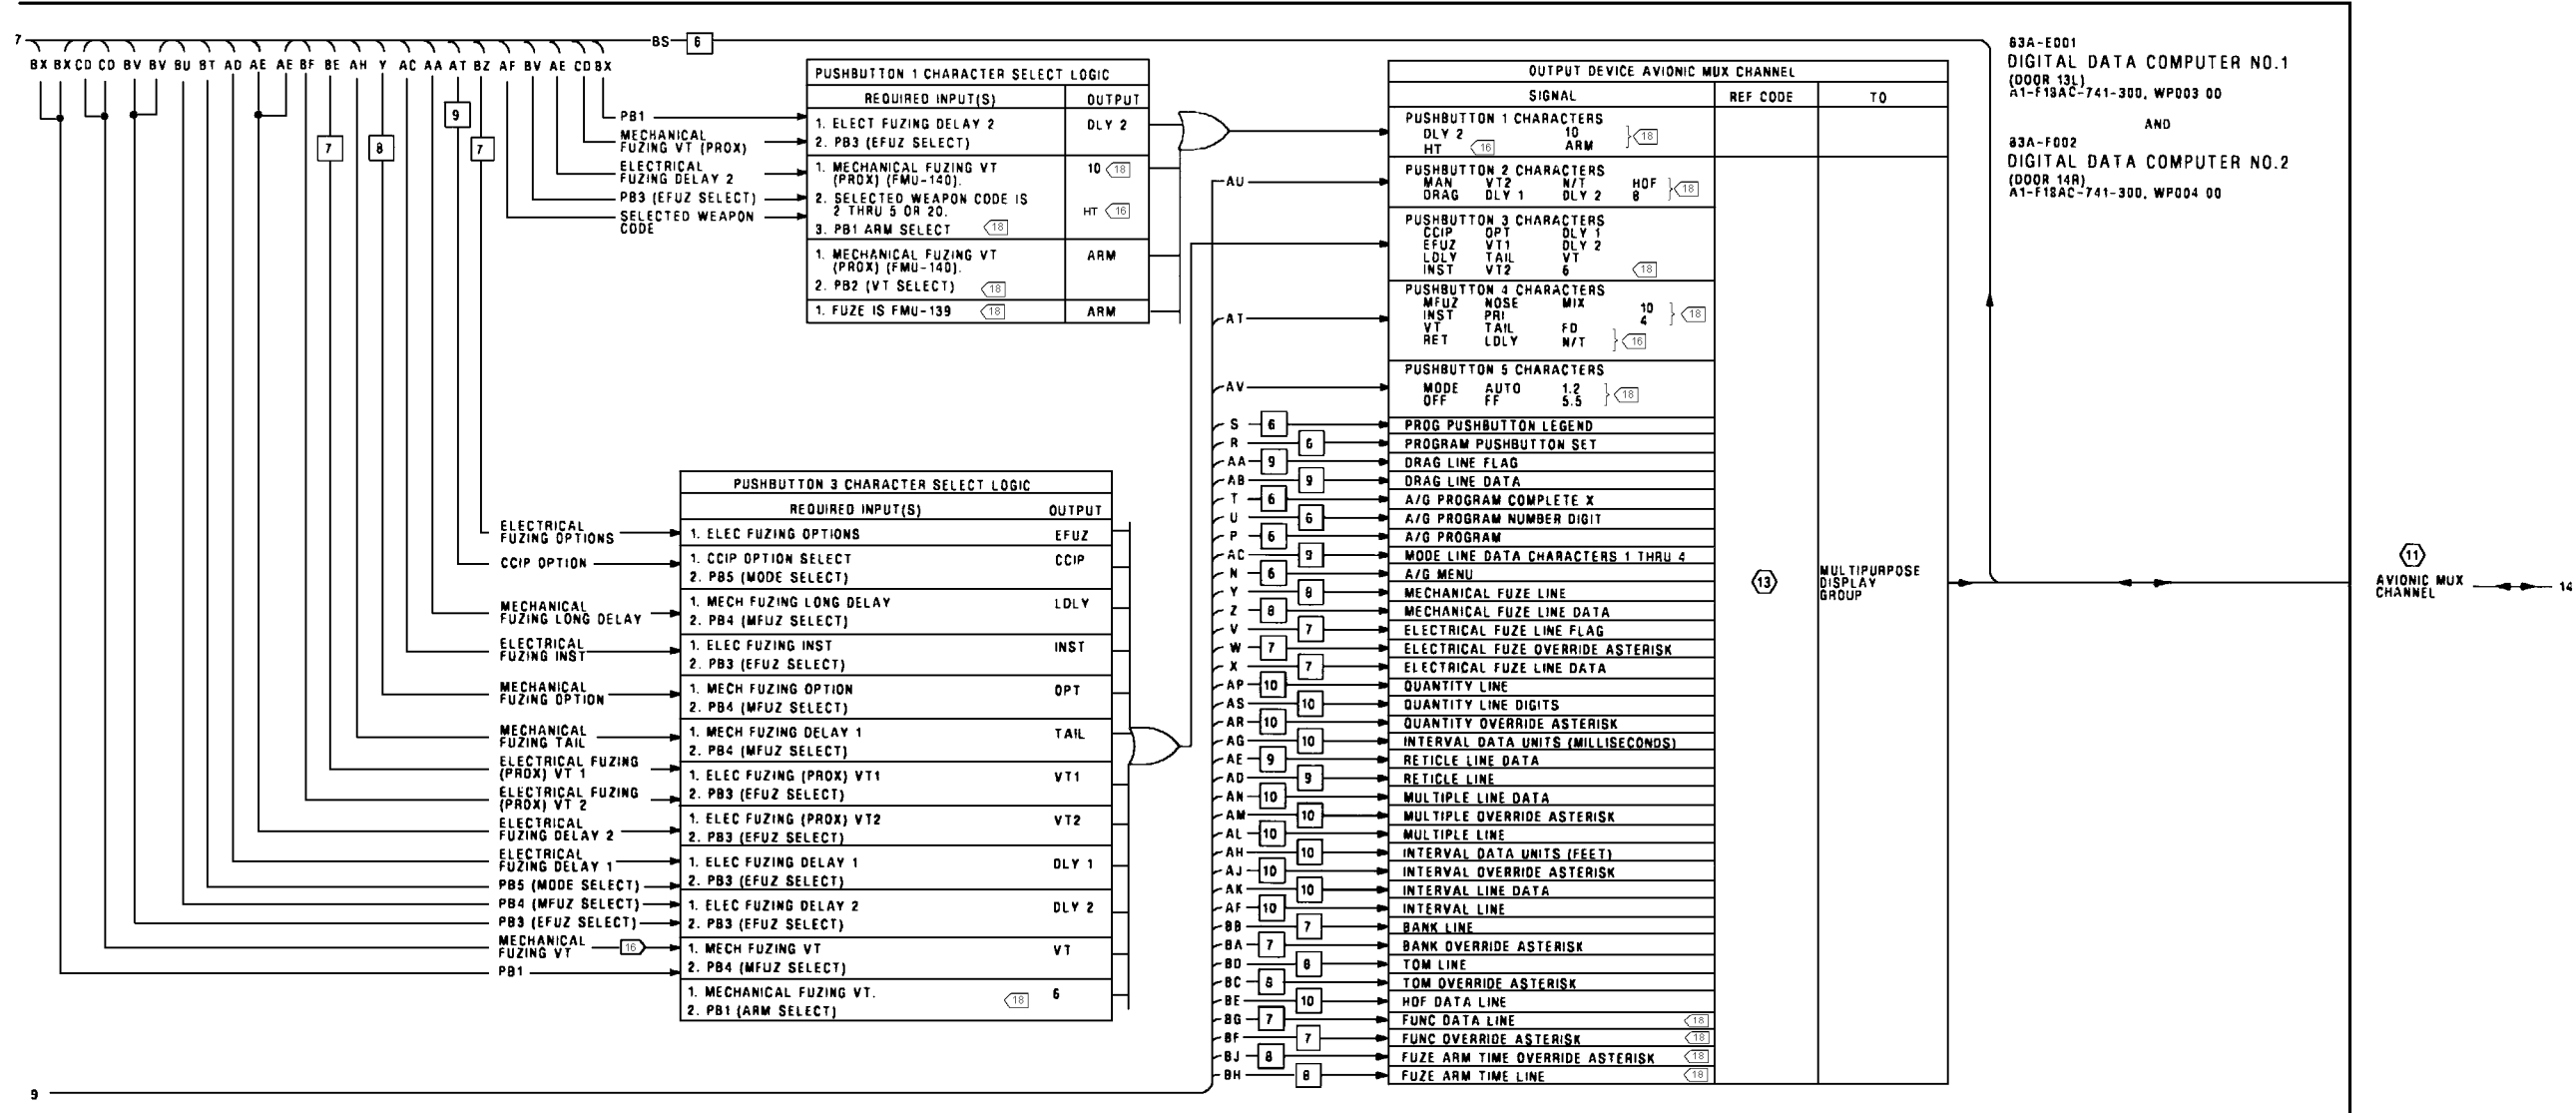 7
BS
6
BX BX CD CD BV BV BU BT AD AE AE BF BE AH Y AC AA AT BZ AF BV AE CD BX
7
8
9
7
PB1
MECHANICAL
FUZING VT (PROX)
ELECTRICAL
FUZING DELAY 2
PB3 (EFUZ SELECT)
SELECTED WEAPON
CODE
PUSHBUTTON 1 CHARACTER SELECT LOGIC
REQUIRED INPUT(S) OUTPUT
1. ELECT FUZING DELAY 2 DLY 2
2. PB3 (EFUZ SELECT)
1. MECHANICAL FUZING VT 10 18
(PROX) (FMU-140).
2. SELECTED WEAPON CODE IS
2 THRU 5 OR 20. HT 16
3. PB1 ARM SELECT 18
1. MECHANICAL FUZING VT ARM
(PROX) (FMU-140).
2. PB2 (VT SELECT) 18
1. FUZE IS FMU-139 18 ARM
PUSHBUTTON 3 CHARACTER SELECT LOGIC
REQUIRED INPUT(S) OUTPUT
1. ELEC FUZING OPTIONS EFUZ
1. CCIP OPTION SELECT CCIP
2. PB5 (MODE SELECT)
1. MECH FUZING LONG DELAY LDLY
2. PB4 (MFUZ SELECT)
1. ELEC FUZING INST INST
2. PB3 (EFUZ SELECT)
1. MECH FUZING OPTION OPT
2. PB4 (MFUZ SELECT)
1. MECH FUZING DELAY 1 TAIL
2. PB4 (MFUZ SELECT)
1. ELEC FUZING (PROX) VT1 VT1
2. PB3 (EFUZ SELECT)
1. ELEC FUZING (PROX) VT2 VT2
2. PB3 (EFUZ SELECT)
1. ELEC FUZING DELAY 1 DLY 1
2. PB3 (EFUZ SELECT)
1. ELEC FUZING DELAY 2 DLY 2
2. PB3 (EFUZ SELECT)
1. MECH FUZING VT VT
2. PB4 (MFUZ SELECT)
1. MECHANICAL FUZING VT. 18 6
2. PB1 (ARM SELECT)
ELECTRICAL
FUZING OPTIONS
CCIP OPTION
MECHANICAL
FUZING LONG DELAY
ELECTRICAL
FUZING INST
MECHANICAL
FUZING OPTION
MECHANICAL
FUZING TAIL
ELECTRICAL FUZING
(PROX) VT 1
ELECTRICAL FUZING
(PROX) VT 2
ELECTRICAL
FUZING DELAY 2
ELECTRICAL
FUZING DELAY 1
PB5 (MODE SELECT)
PB4 (MFUZ SELECT)
PB3 (EFUZ SELECT)
MECHANICAL
FUZING VT 16
PB1
9
OUTPUT DEVICE AVIONIC MUX CHANNEL
SIGNAL REF CODE TO
PUSHBUTTON 1 CHARACTERS
DLY 2 10 18
HT 16 ARM
AU
PUSHBUTTON 2 CHARACTERS
MAN VT2 N/T HOF 18
DRAG DLY 1 DLY 2 8
PUSHBUTTON 3 CHARACTERS
CCIP OPT DLY 1
EFUZ VT1 DLY 2
LDLY TAIL VT
INST VT2 6 18
AT
PUSHBUTTON 4 CHARACTERS
MFUZ NOSE MIX 10
INST PRI 4 18
VT TAIL FD
RET LDLY N/T 16
AV
PUSHBUTTON 5 CHARACTERS
MODE AUTO 1.2 18
OFF FF 5.5
S 6 PROG PUSHBUTTON LEGEND
R 6 PROGRAM PUSHBUTTON SET
AA 9 DRAG LINE FLAG
AB 9 DRAG LINE DATA
T 6 A/G PROGRAM COMPLETE X
U 6 A/G PROGRAM NUMBER DIGIT
P 6 A/G PROGRAM
AC 9 MODE LINE DATA CHARACTERS 1 THRU 4
N 6 A/G MENU
Y 8 MECHANICAL FUZE LINE
Z 8 MECHANICAL FUZE LINE DATA
V 7 ELECTRICAL FUZE LINE FLAG
W 7 ELECTRICAL FUZE OVERRIDE ASTERISK
X 7 ELECTRICAL FUZE LINE DATA
AP 10 QUANTITY LINE
AS 10 QUANTITY LINE DIGITS
AR 10 QUANTITY OVERRIDE ASTERISK
AG 10 INTERVAL DATA UNITS (MILLISECONDS)
AE 9 RETICLE LINE DATA
AD 9 RETICLE LINE
AN 10 MULTIPLE LINE DATA
AM 10 MULTIPLE OVERRIDE ASTERISK
AL 10 MULTIPLE LINE
AH 10 INTERVAL DATA UNITS (FEET)
AJ 10 INTERVAL OVERRIDE ASTERISK
AK 10 INTERVAL LINE DATA
AF 10 INTERVAL LINE
BB 7 BANK LINE
BA 7 BANK OVERRIDE ASTERISK
BD 8 TOM LINE
BC 8 TOM OVERRIDE ASTERISK
BE 10 HOF DATA LINE
BG 7 FUNC DATA LINE 18
BF 7 FUNC OVERRIDE ASTERISK 18
BJ 8 FUZE ARM TIME OVERRIDE ASTERISK 18
BH 8 FUZE ARM TIME LINE 18
13
MULTIPURPOSE
DISPLAY
GROUP
83A-E001
DIGITAL DATA COMPUTER NO.1
(DOOR 13L)
A1-F18AC-741-300, WP003 00
AND
83A-F002
DIGITAL DATA COMPUTER NO.2
(DOOR 14R)
A1-F18AC-741-300, WP004 00
11
AVIONIC MUX
CHANNEL
14